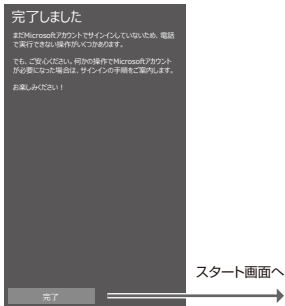 完了しました
まだMicrosoftアカウントでサインインしていないため、電話
で実行できない操作がいくつかあります。
でも、ご安心ください。何かの操作でMicrosoftアカウント
が必要になった場合は、サインインの手順をご案内します。
お楽しみください！
スタート画面へ
完了